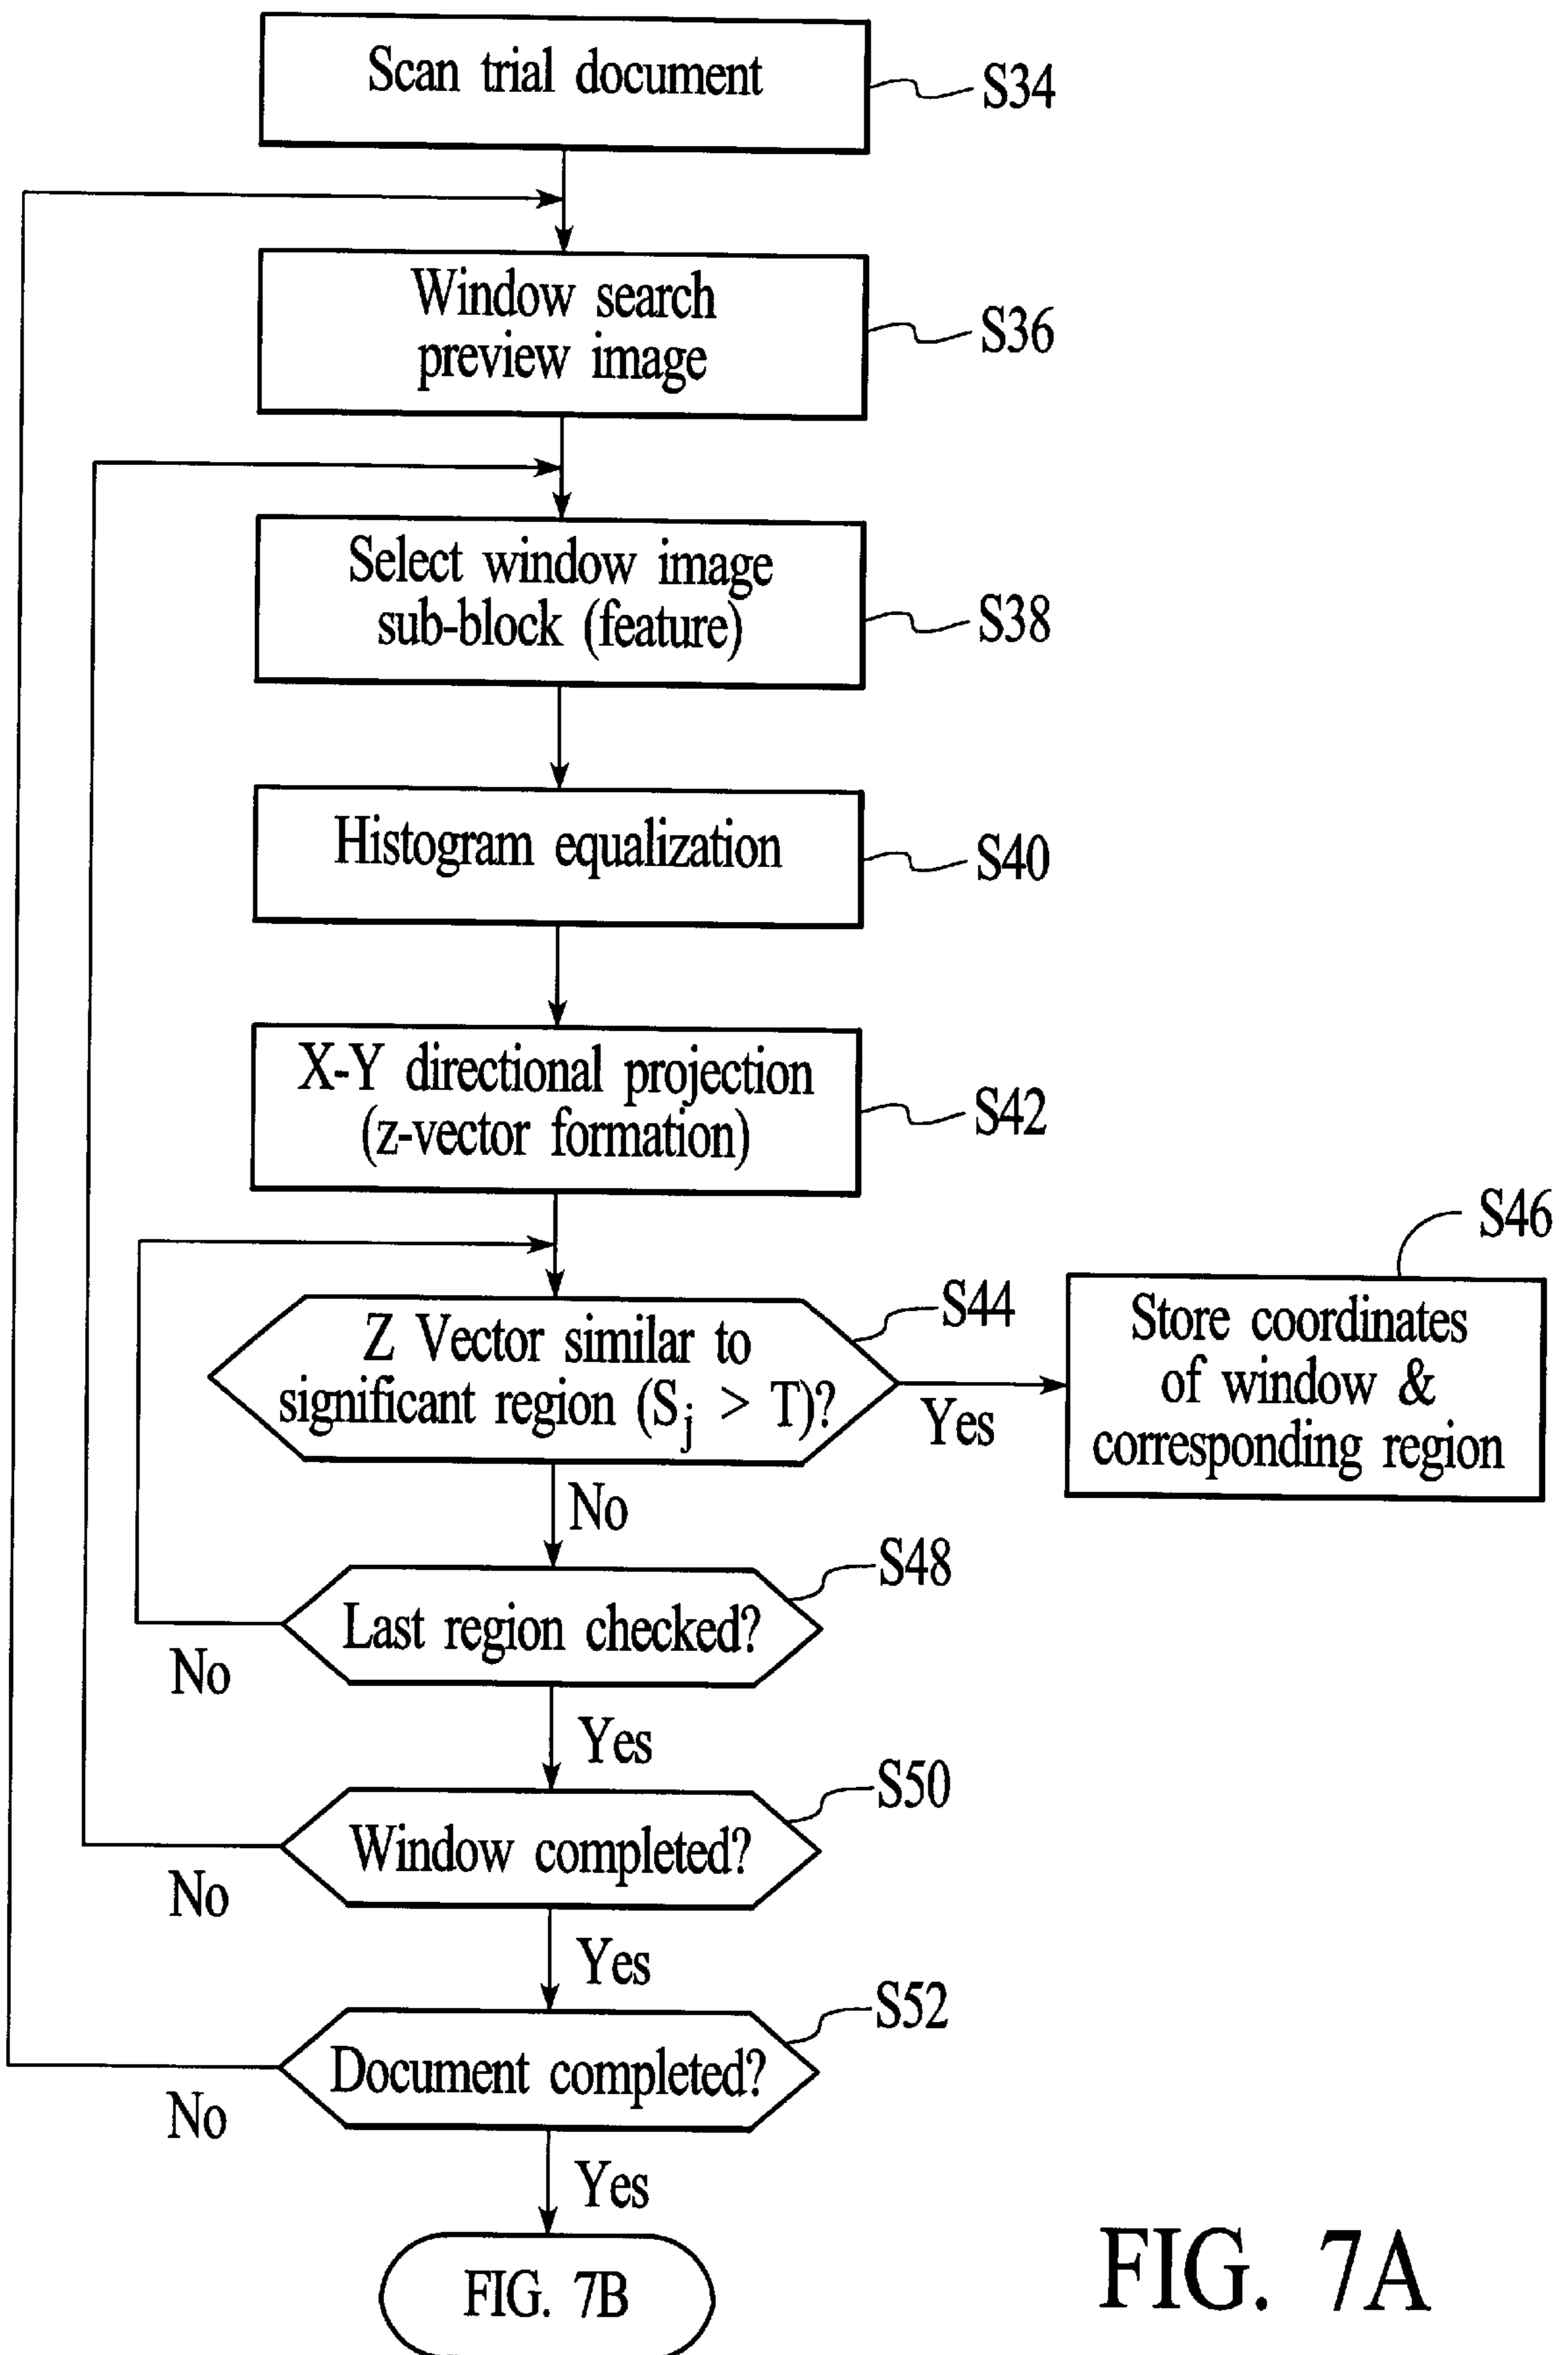 Scan trial document
S34
Window search
preview image
S36
Select window image
sub-block (feature)
S38
Histogram equalization
S40
X-Y directional projection
(z-vector formation)
S42
S46
Z Vector similar to
significant region (Sj > T)?
S44
Yes
Store coordinates
of window &
corresponding region
No
S48
Last region checked?
No
Yes
S50
Window completed?
No
Yes
S52
Document completed?
No
Yes
FIG. 7B
FIG. 7A